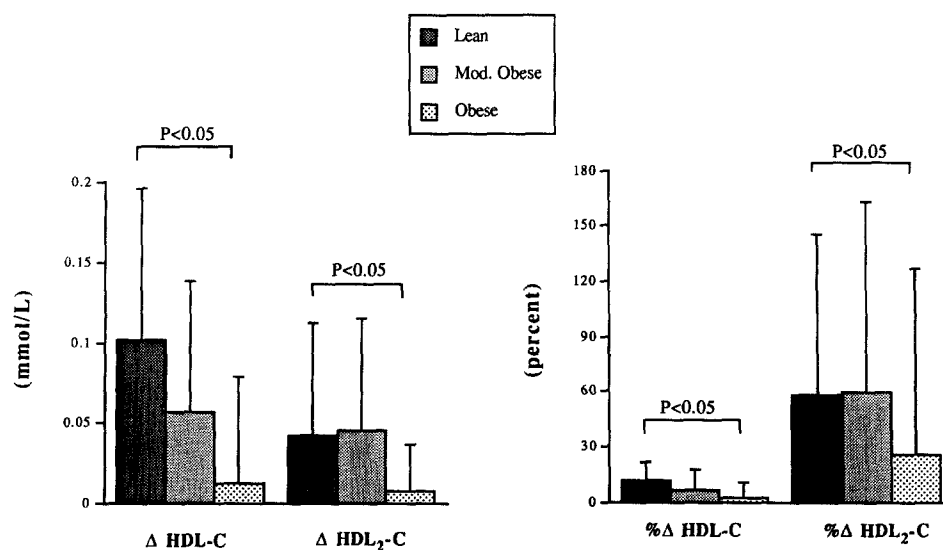 Lean
Mod. Obese
Obese
P<0.05
0.2
0.15
0.1
0.05
0
(mmol/L)
P<0.05
Δ HDL-C
Δ HDL₂-C
P<0.05
180
150
120
90
60
30
0
(percent)
P<0.05
%Δ HDL-C
%Δ HDL₂-C